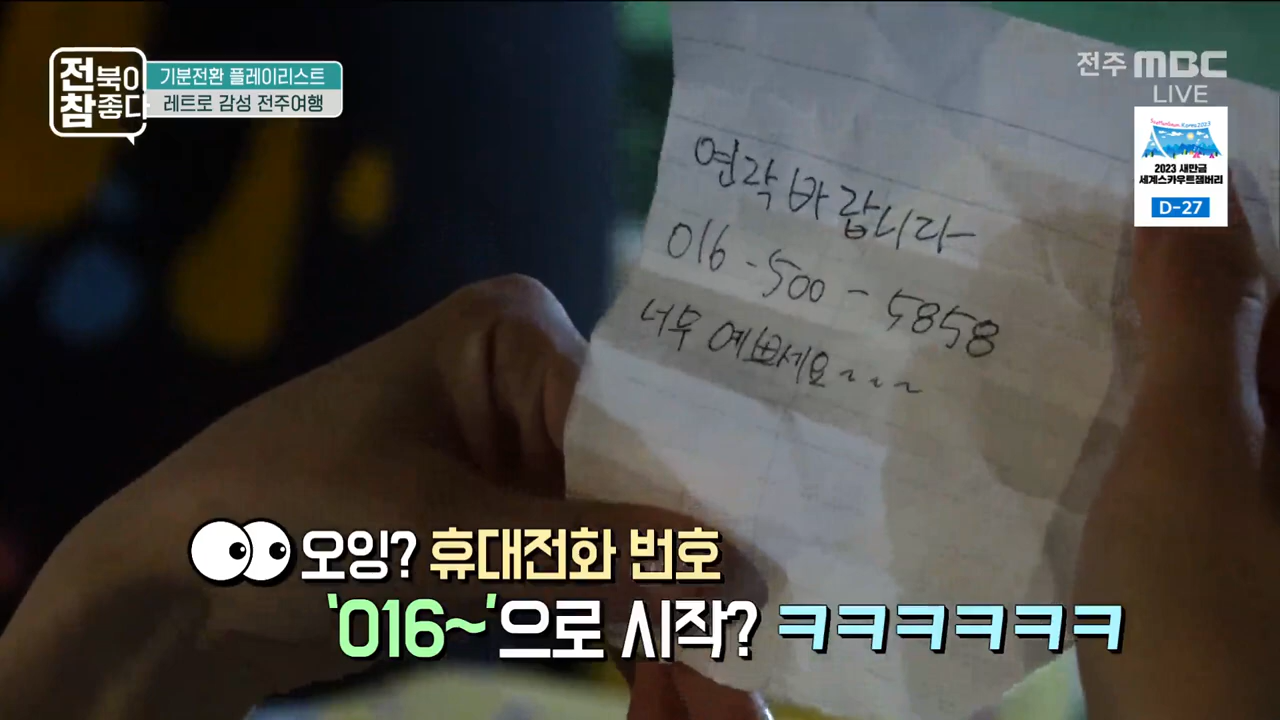 전북이
참좋다
기분전환 플레이리스트
레트로 감성 전주여행
전주 MBC
LIVE
2023 새만금
세계스카우트잼버리
D-27
연락 바랍니다
016-500-5858
너무 예쁘세요~~~
오잉? 휴대전화 번호
‘016~’으로 시작? ㅋㅋㅋㅋㅋㅋ